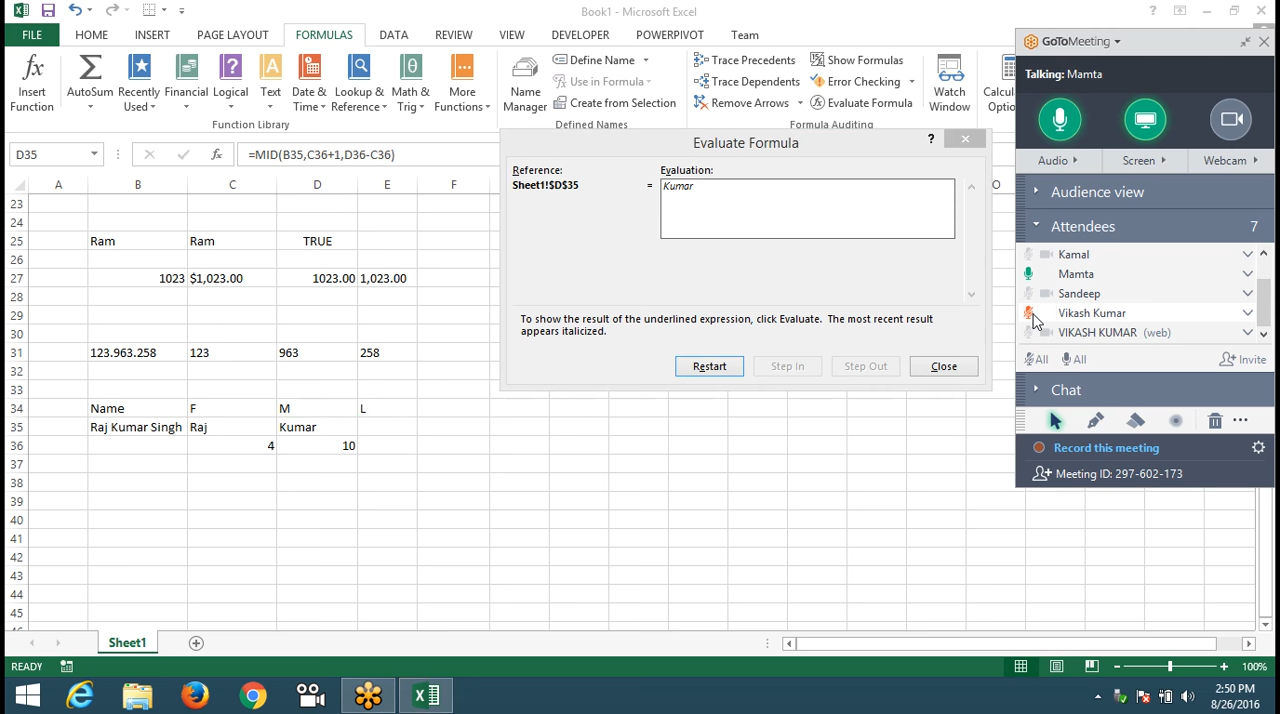 Book1 - Microsoft Excel
FILE HOME INSERT PAGE LAYOUT FORMULAS DATA REVIEW VIEW DEVELOPER POWERPIVOT Team
Insert Function
AutoSum
Recently Used
Financial
Logical
Text
Date & Time
Lookup & Reference
Math & Trig
More Functions
Function Library
Name Manager
Define Name
Use in Formula
Create from Selection
Defined Names
Trace Precedents
Trace Dependents
Remove Arrows
Show Formulas
Error Checking
Evaluate Formula
Formula Auditing
Watch Window
D35
fx
=MID(B35,C36+1,D36-C36)
A B C D E F O
23
24
25 Ram Ram TRUE
26
27 1023 $1,023.00 1023.00 1,023.00
28
29
30
31 123.963.258 123 963 258
32
33
34 Name F M L
35 Raj Kumar Singh Raj Kumar
36 4 10
37
38
39
40
41
42
43
44
45
Evaluate Formula
?
Reference:
Evaluation:
Sheet1!$D$35 = Kumar
To show the result of the underlined expression, click Evaluate. The most recent result
appears italicized.
Restart Step In Step Out Close
GoToMeeting
Talking: Mamta
Audio Screen Webcam
Audience view
Attendees 7
Kamal
Mamta
Sandeep
Vikash Kumar
VIKASH KUMAR (web)
All All Invite
Chat
Record this meeting
Meeting ID: 297-602-173
Sheet1
READY
100%
2:50 PM
8/26/2016